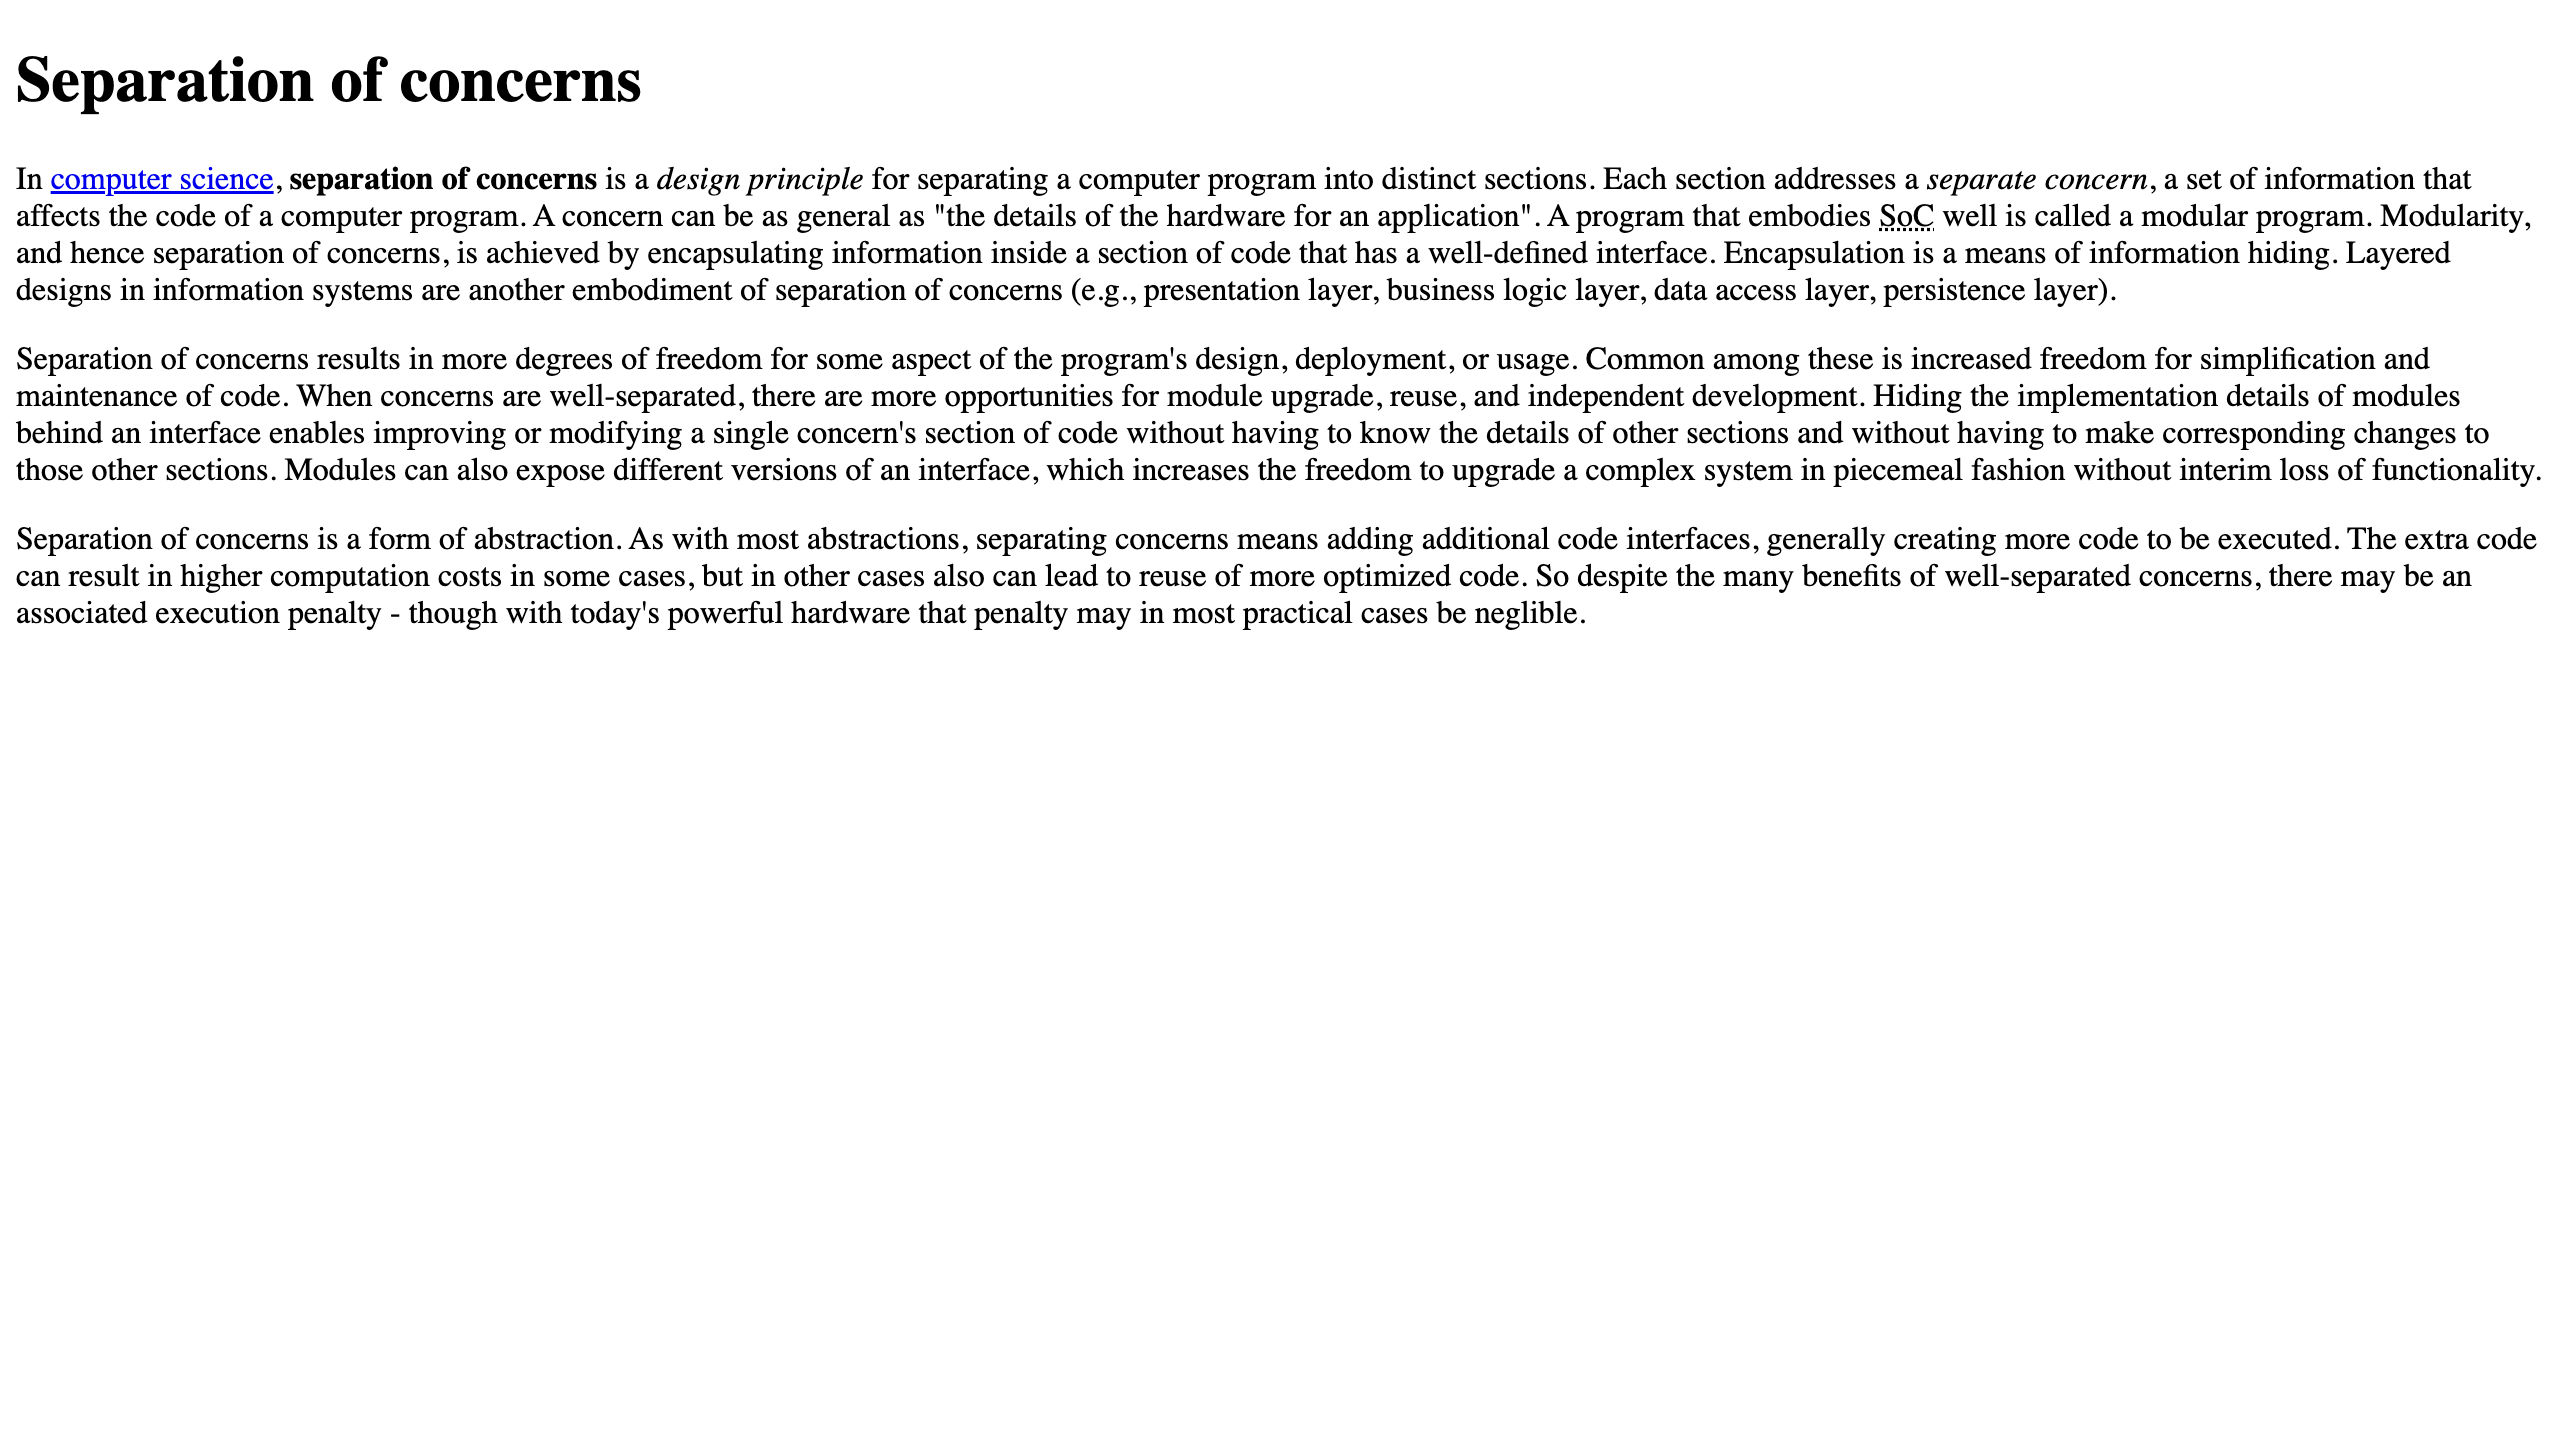 Separation of concerns
In computer science, separation of concerns is a design principle for separating a computer program into distinct sections. Each section addresses a separate concern, a set of information that
affects the code of a computer program. A concern can be as general as "the details of the hardware for an application". A program that embodies SoC well is called a modular program. Modularity,
and hence separation of concerns, is achieved by encapsulating information inside a section of code that has a well-defined interface. Encapsulation is a means of information hiding. Layered
designs in information systems are another embodiment of separation of concerns (e.g., presentation layer, business logic layer, data access layer, persistence layer).
Separation of concerns results in more degrees of freedom for some aspect of the program's design, deployment, or usage. Common among these is increased freedom for simplification and
maintenance of code. When concerns are well-separated, there are more opportunities for module upgrade, reuse, and independent development. Hiding the implementation details of modules
behind an interface enables improving or modifying a single concern's section of code without having to know the details of other sections and without having to make corresponding changes to
those other sections. Modules can also expose different versions of an interface, which increases the freedom to upgrade a complex system in piecemeal fashion without interim loss of functionality.
Separation of concerns is a form of abstraction. As with most abstractions, separating concerns means adding additional code interfaces, generally creating more code to be executed. The extra code
can result in higher computation costs in some cases, but in other cases also can lead to reuse of more optimized code. So despite the many benefits of well-separated concerns, there may be an
associated execution penalty - though with today's powerful hardware that penalty may in most practical cases be neglible.